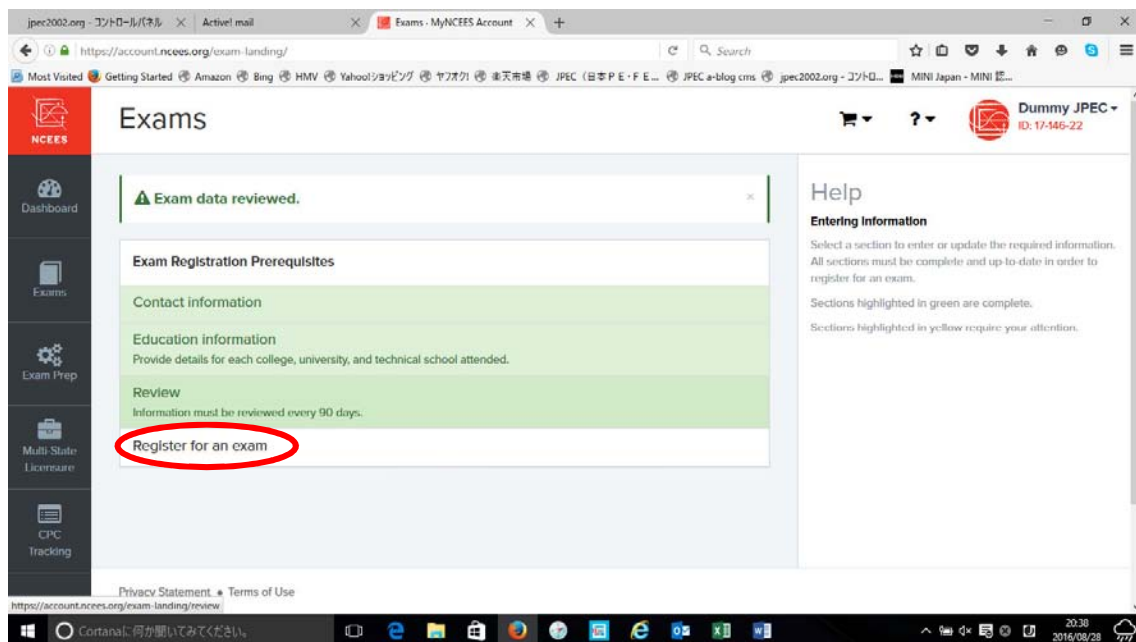 jpec2002.org - コントロールパネル
Active! mail
Exams - MyNCEES Account
https://account.ncees.org/exam-landing/
Search
Most Visited
Getting Started
Amazon
Bing
HMV
Yahoo!ショッピング
ヤフオク!
楽天市場
JPEC (日本ＰＥ・ＦＥ...
JPEC a-blog cms
jpec2002.org - コントロ...
MINI Japan - MINI 認...
NCEES
Exams
?
Dummy JPEC
ID: 17-146-22
Dashboard
Exams
Exam Prep
Multi-State
Licensure
CPC
Tracking
Exam data reviewed.
×
Exam Registration Prerequisites
Contact information
Education information
Provide details for each college, university, and technical school attended.
Review
Information must be reviewed every 90 days.
Register for an exam
Help
Entering Information
Select a section to enter or update the required information.
All sections must be complete and up-to-date in order to
register for an exam.
Sections highlighted in green are complete.
Sections highlighted in yellow require your attention.
Privacy Statement • Terms of Use
https://account.ncees.org/exam-landing/review
Cortanaに何か聞いてみてください。
20:38
2016/08/28